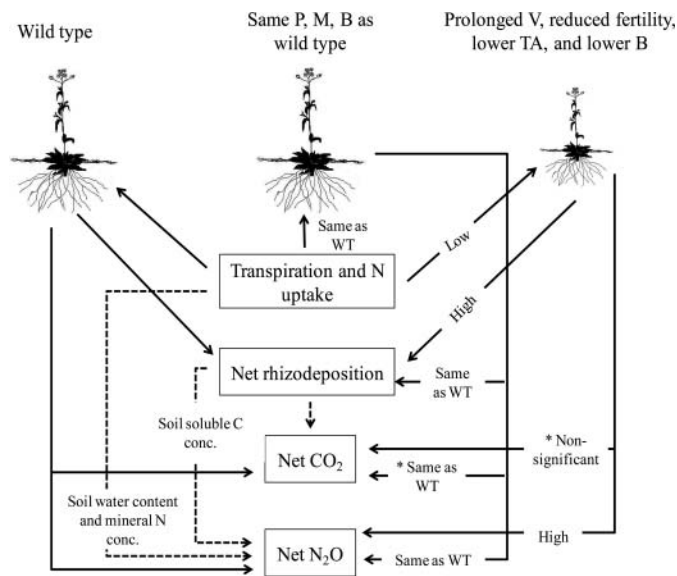 Wild type
Same P, M, B as
wild type
Prolonged V, reduced fertility,
lower TA, and lower B
Same as
WT
Low
Transpiration and N
uptake
High
Net rhizodeposition
Same
as WT
Soil soluble C
conc.
* Non-
significant
Net CO₂
* Same as
WT
Soil water content
and mineral N
conc.
High
Net N₂O
Same as WT